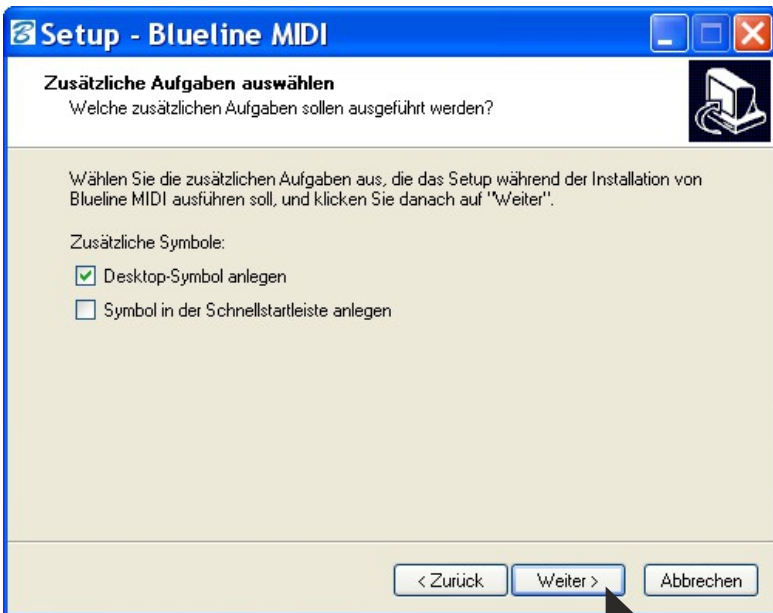 Setup - Blueline MIDI
Zusätzliche Aufgaben auswählen
Welche zusätzlichen Aufgaben sollen ausgeführt werden?
Wählen Sie die zusätzlichen Aufgaben aus, die das Setup während der Installation von
Blueline MIDI ausführen soll, und klicken Sie danach auf "Weiter".
Zusätzliche Symbole:
Desktop-Symbol anlegen
Symbol in der Schnellstartleiste anlegen
< Zurück Weiter > Abbrechen